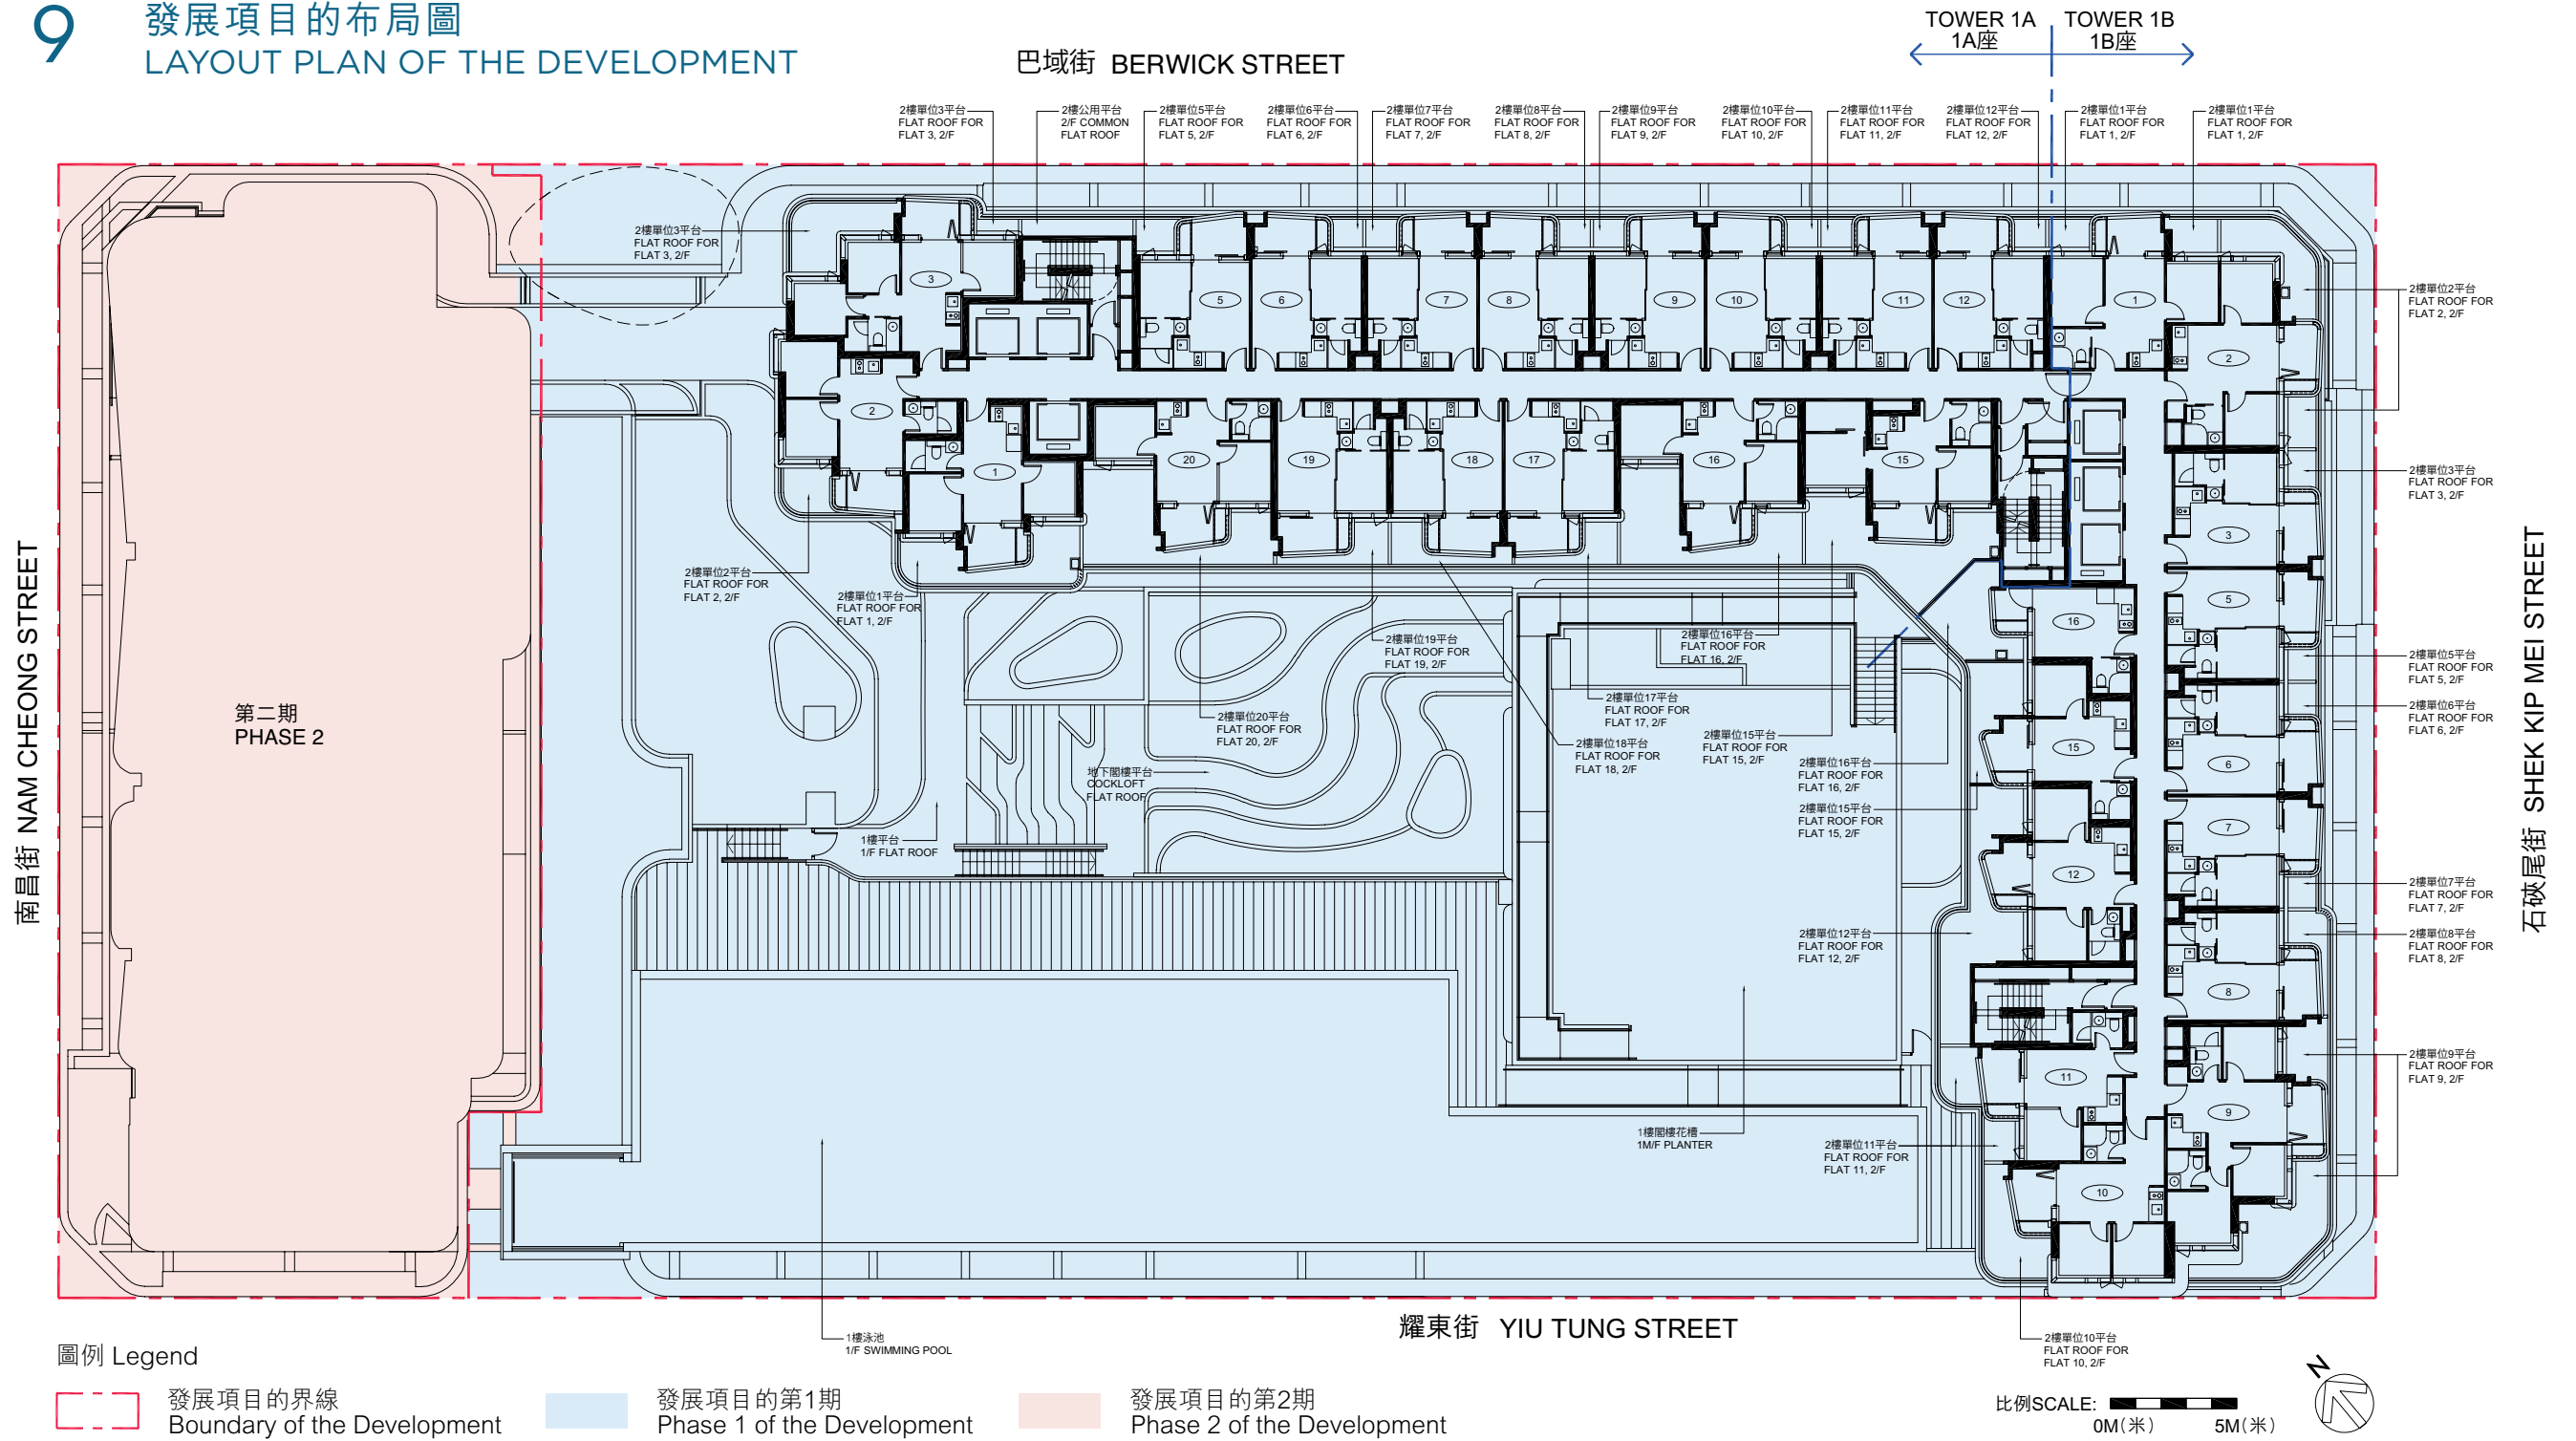 9
發展項目的布局圖
LAYOUT PLAN OF THE DEVELOPMENT
巴域街 BERWICK STREET
TOWER 1A
1A座
TOWER 1B
1B座
2樓單位3平台
FLAT ROOF FOR
FLAT 3, 2/F
2樓公用平台
2/F COMMON
FLAT ROOF
2樓單位5平台
FLAT ROOF FOR
FLAT 5, 2/F
2樓單位6平台
FLAT ROOF FOR
FLAT 6, 2/F
2樓單位7平台
FLAT ROOF FOR
FLAT 7, 2/F
2樓單位8平台
FLAT ROOF FOR
FLAT 8, 2/F
2樓單位9平台
FLAT ROOF FOR
FLAT 9, 2/F
2樓單位10平台
FLAT ROOF FOR
FLAT 10, 2/F
2樓單位11平台
FLAT ROOF FOR
FLAT 11, 2/F
2樓單位12平台
FLAT ROOF FOR
FLAT 12, 2/F
2樓單位1平台
FLAT ROOF FOR
FLAT 1, 2/F
2樓單位1平台
FLAT ROOF FOR
FLAT 1, 2/F
2樓單位3平台
FLAT ROOF FOR
FLAT 3, 2/F
3
5
6
7
8
9
10
11
12
1
2樓單位2平台
FLAT ROOF FOR
FLAT 2, 2/F
2
2
1
20
19
18
17
16
15
2樓單位3平台
FLAT ROOF FOR
FLAT 3, 2/F
3
2樓單位2平台
FLAT ROOF FOR
FLAT 2, 2/F
2樓單位1平台
FLAT ROOF FOR
FLAT 1, 2/F
5
16
2樓單位19平台
FLAT ROOF FOR
FLAT 19, 2/F
2樓單位16平台
FLAT ROOF FOR
FLAT 16, 2/F
2樓單位5平台
FLAT ROOF FOR
FLAT 5, 2/F
2樓單位17平台
FLAT ROOF FOR
FLAT 17, 2/F
2樓單位6平台
FLAT ROOF FOR
FLAT 6, 2/F
第二期
PHASE 2
2樓單位20平台
FLAT ROOF FOR
FLAT 20, 2/F
2樓單位18平台
FLAT ROOF FOR
FLAT 18, 2/F
2樓單位15平台
FLAT ROOF FOR
FLAT 15, 2/F
15
6
2樓單位16平台
FLAT ROOF FOR
FLAT 16, 2/F
地下閣樓平台
COCKLOFT
FLAT ROOF
2樓單位15平台
FLAT ROOF FOR
FLAT 15, 2/F
7
1樓平台
1/F FLAT ROOF
12
2樓單位7平台
FLAT ROOF FOR
FLAT 7, 2/F
2樓單位12平台
FLAT ROOF FOR
FLAT 12, 2/F
2樓單位8平台
FLAT ROOF FOR
FLAT 8, 2/F
8
2樓單位9平台
FLAT ROOF FOR
FLAT 9, 2/F
11
9
1樓閣樓花槽
1M/F PLANTER
2樓單位11平台
FLAT ROOF FOR
FLAT 11, 2/F
10
南昌街 NAM CHEONG STREET
石硤尾街 SHEK KIP MEI STREET
耀東街 YIU TUNG STREET
1樓泳池
1/F SWIMMING POOL
2樓單位10平台
FLAT ROOF FOR
FLAT 10, 2/F
圖例 Legend
發展項目的界線
Boundary of the Development
發展項目的第1期
Phase 1 of the Development
發展項目的第2期
Phase 2 of the Development
比例SCALE:
0M(米)
5M(米)
N